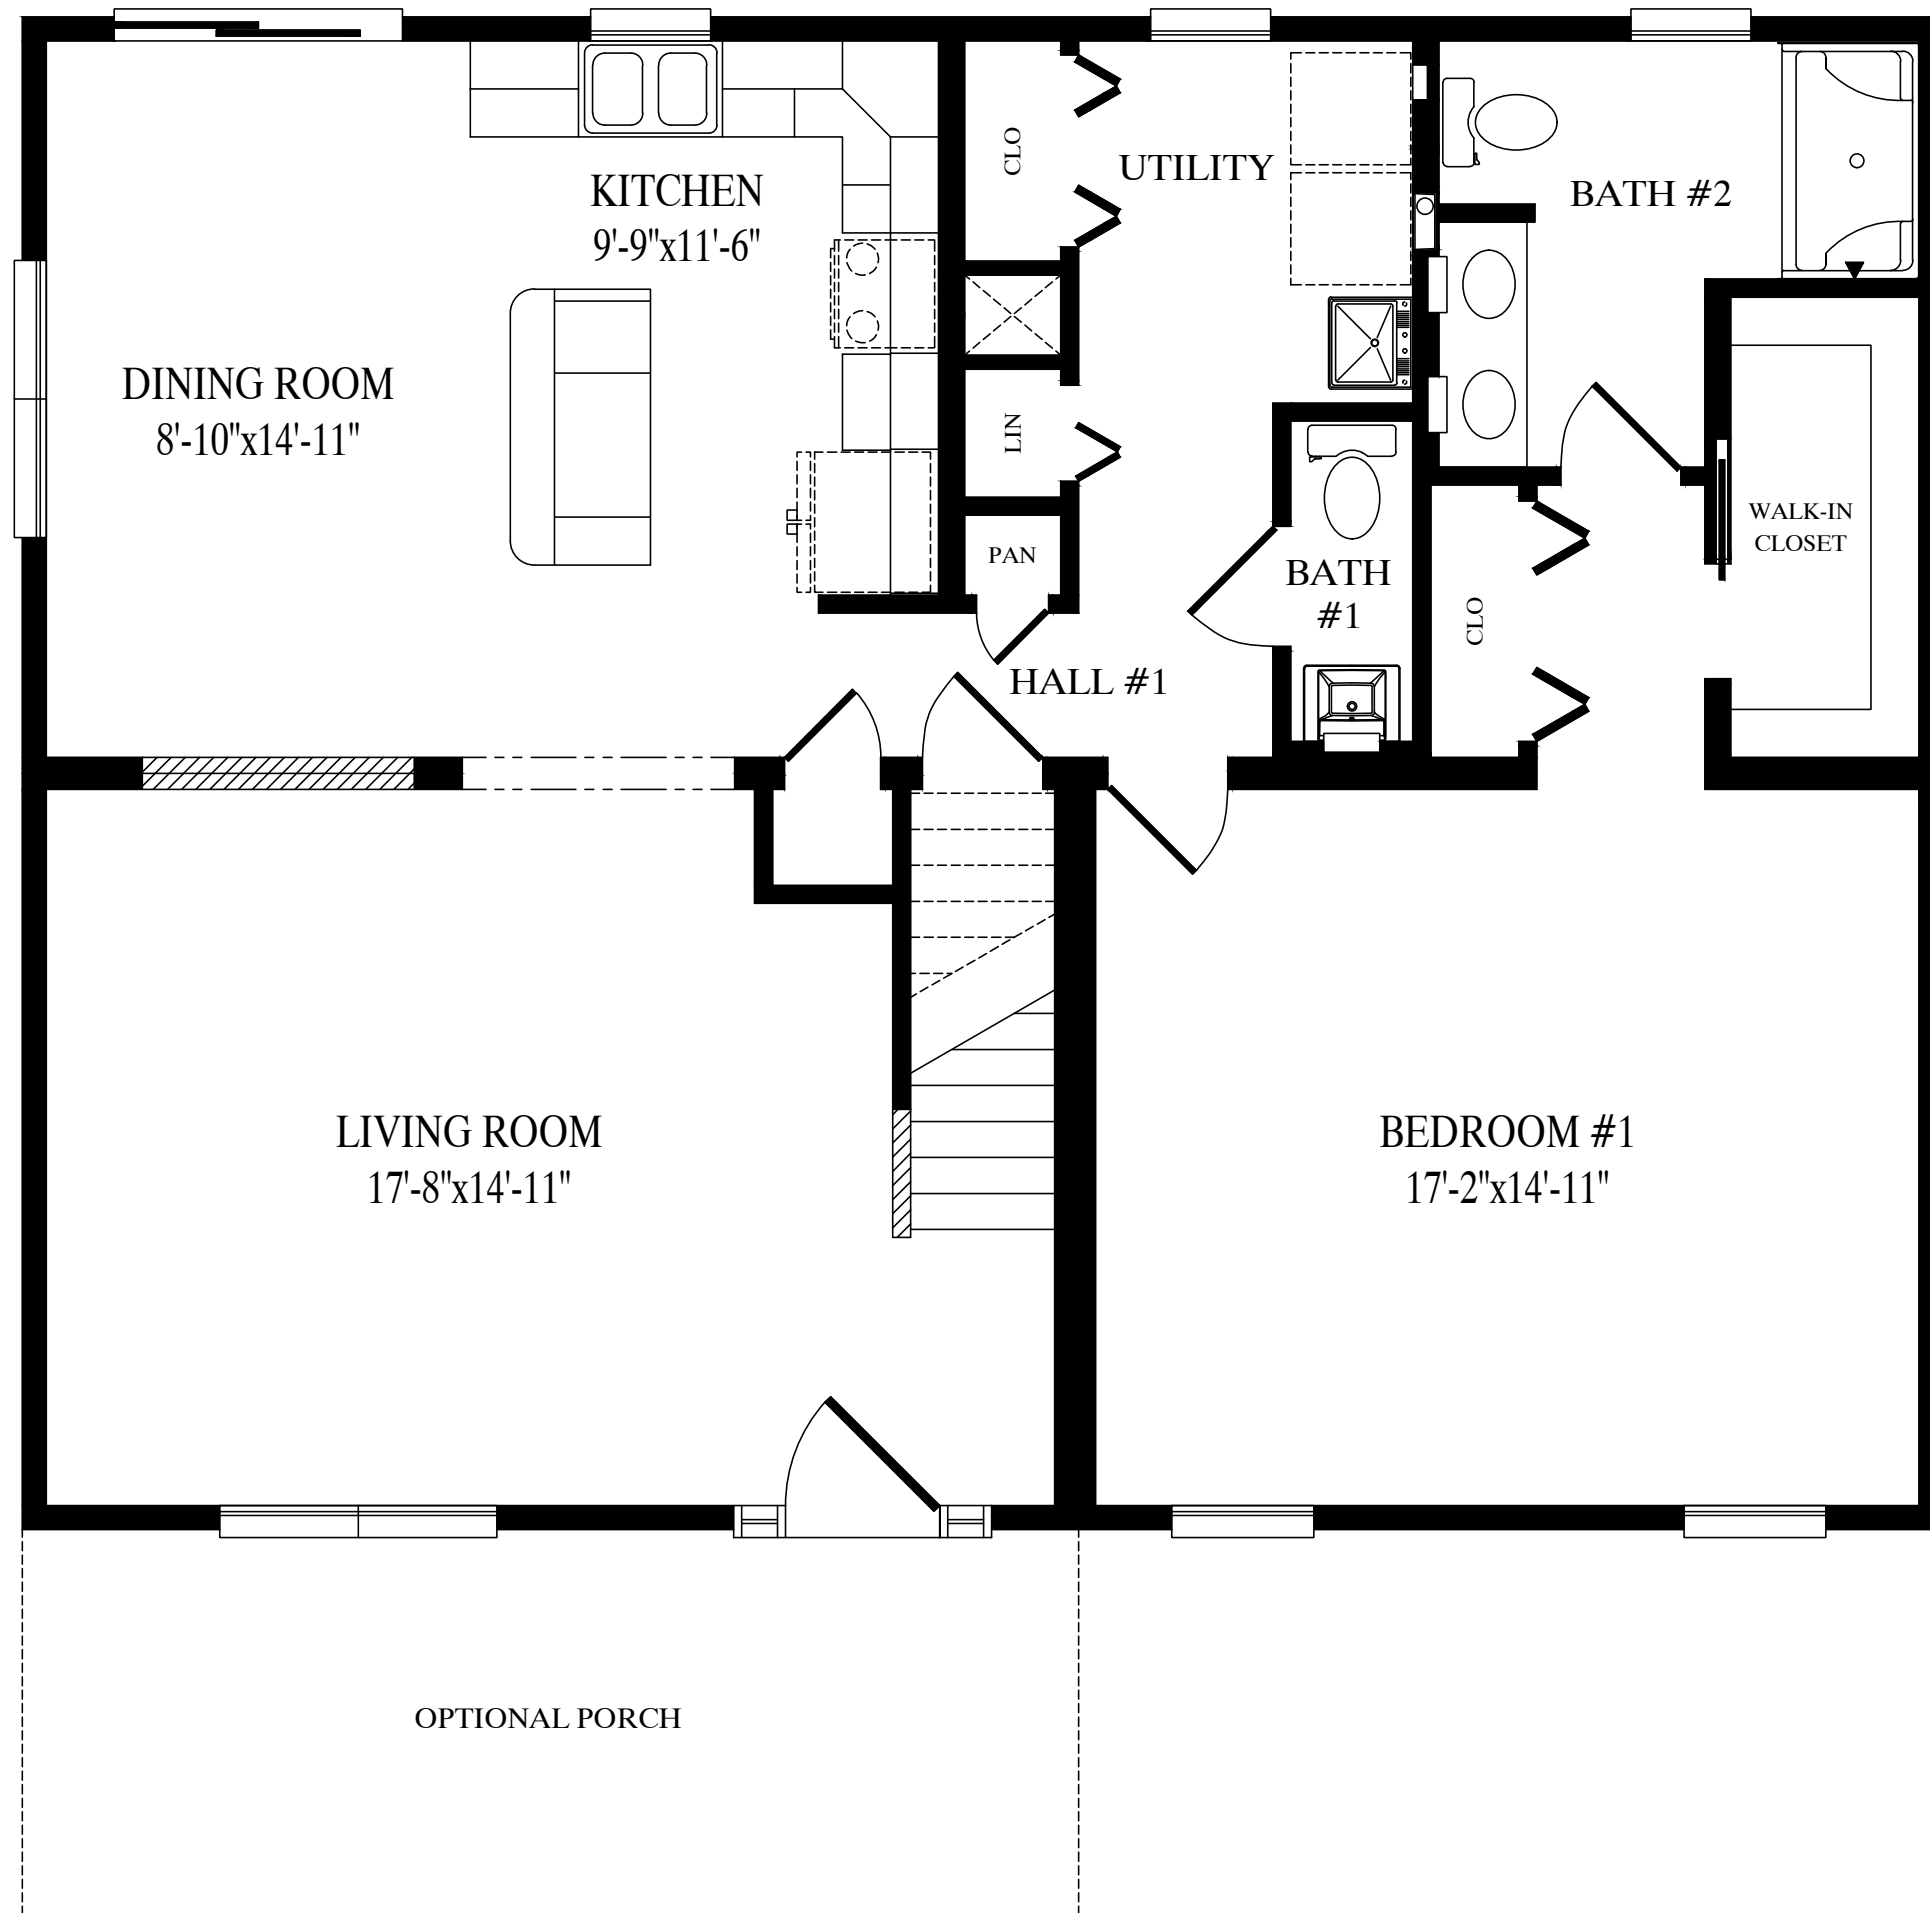 KITCHEN
9'-9"x11'-6"
CLO
UTILITY
BATH #2
DINING ROOM
8'-10"x14'-11"
LIN
PAN
BATH
#1
CLO
WALK-IN
CLOSET
HALL #1
LIVING ROOM
17'-8"x14'-11"
BEDROOM #1
17'-2"x14'-11"
OPTIONAL PORCH